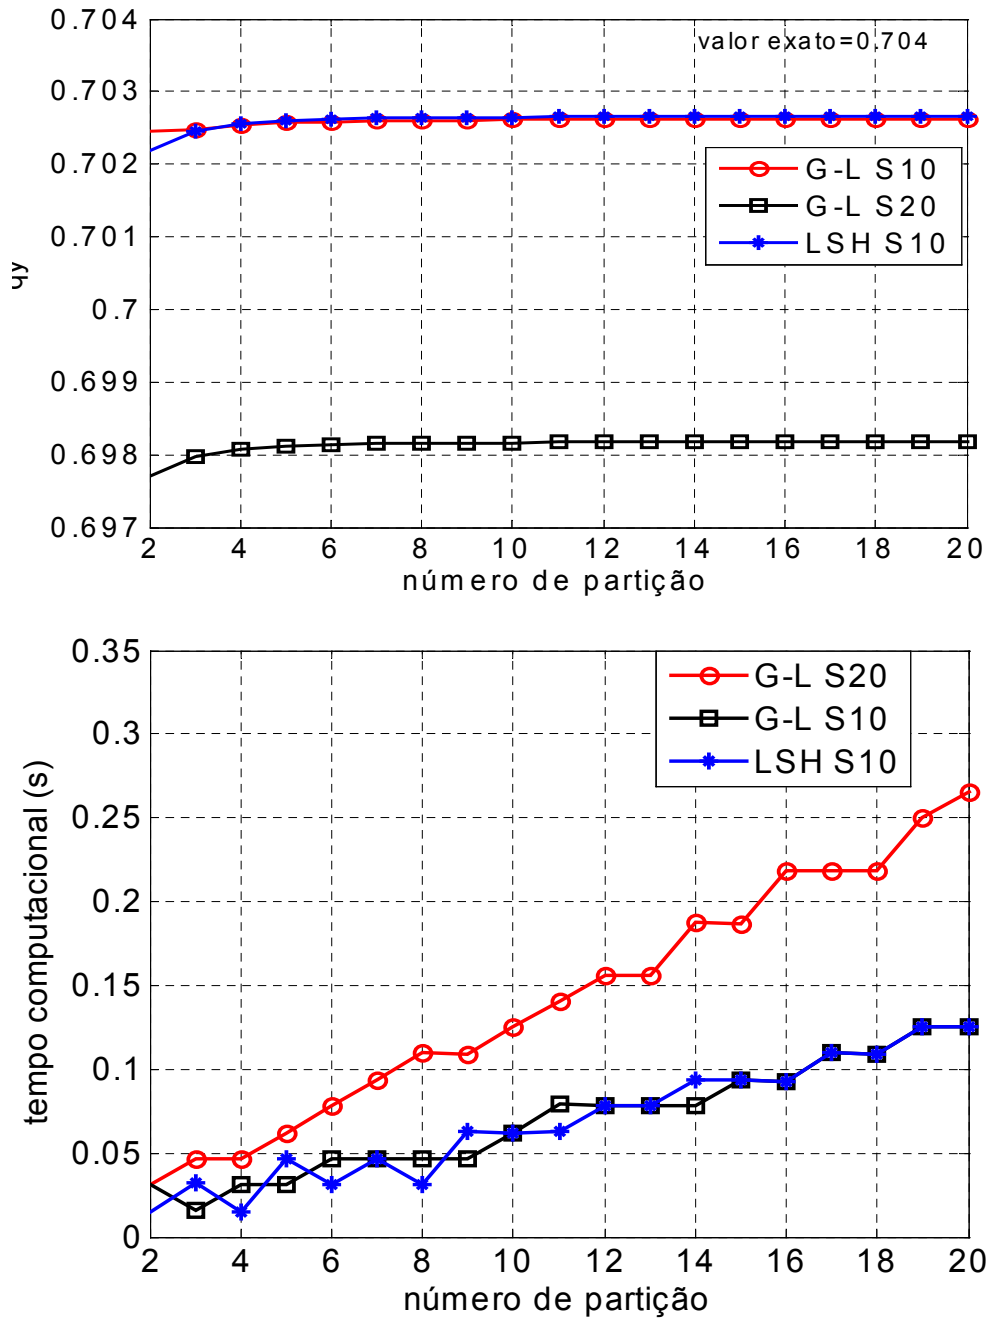 0.704
valor exato=0.704
0.703
0.702
G-L S10
G-L S20
LSH S10
0.701
0.7
0.699
0.698
0.697
2 4 6 8 10 12 14 16 18 20
número de partição
0.35
G-L S20
G-L S10
LSH S10
0.3
0.25
0.2
0.15
0.1
0.05
0
tempo computacional (s)
2 4 6 8 10 12 14 16 18 20
número de partição